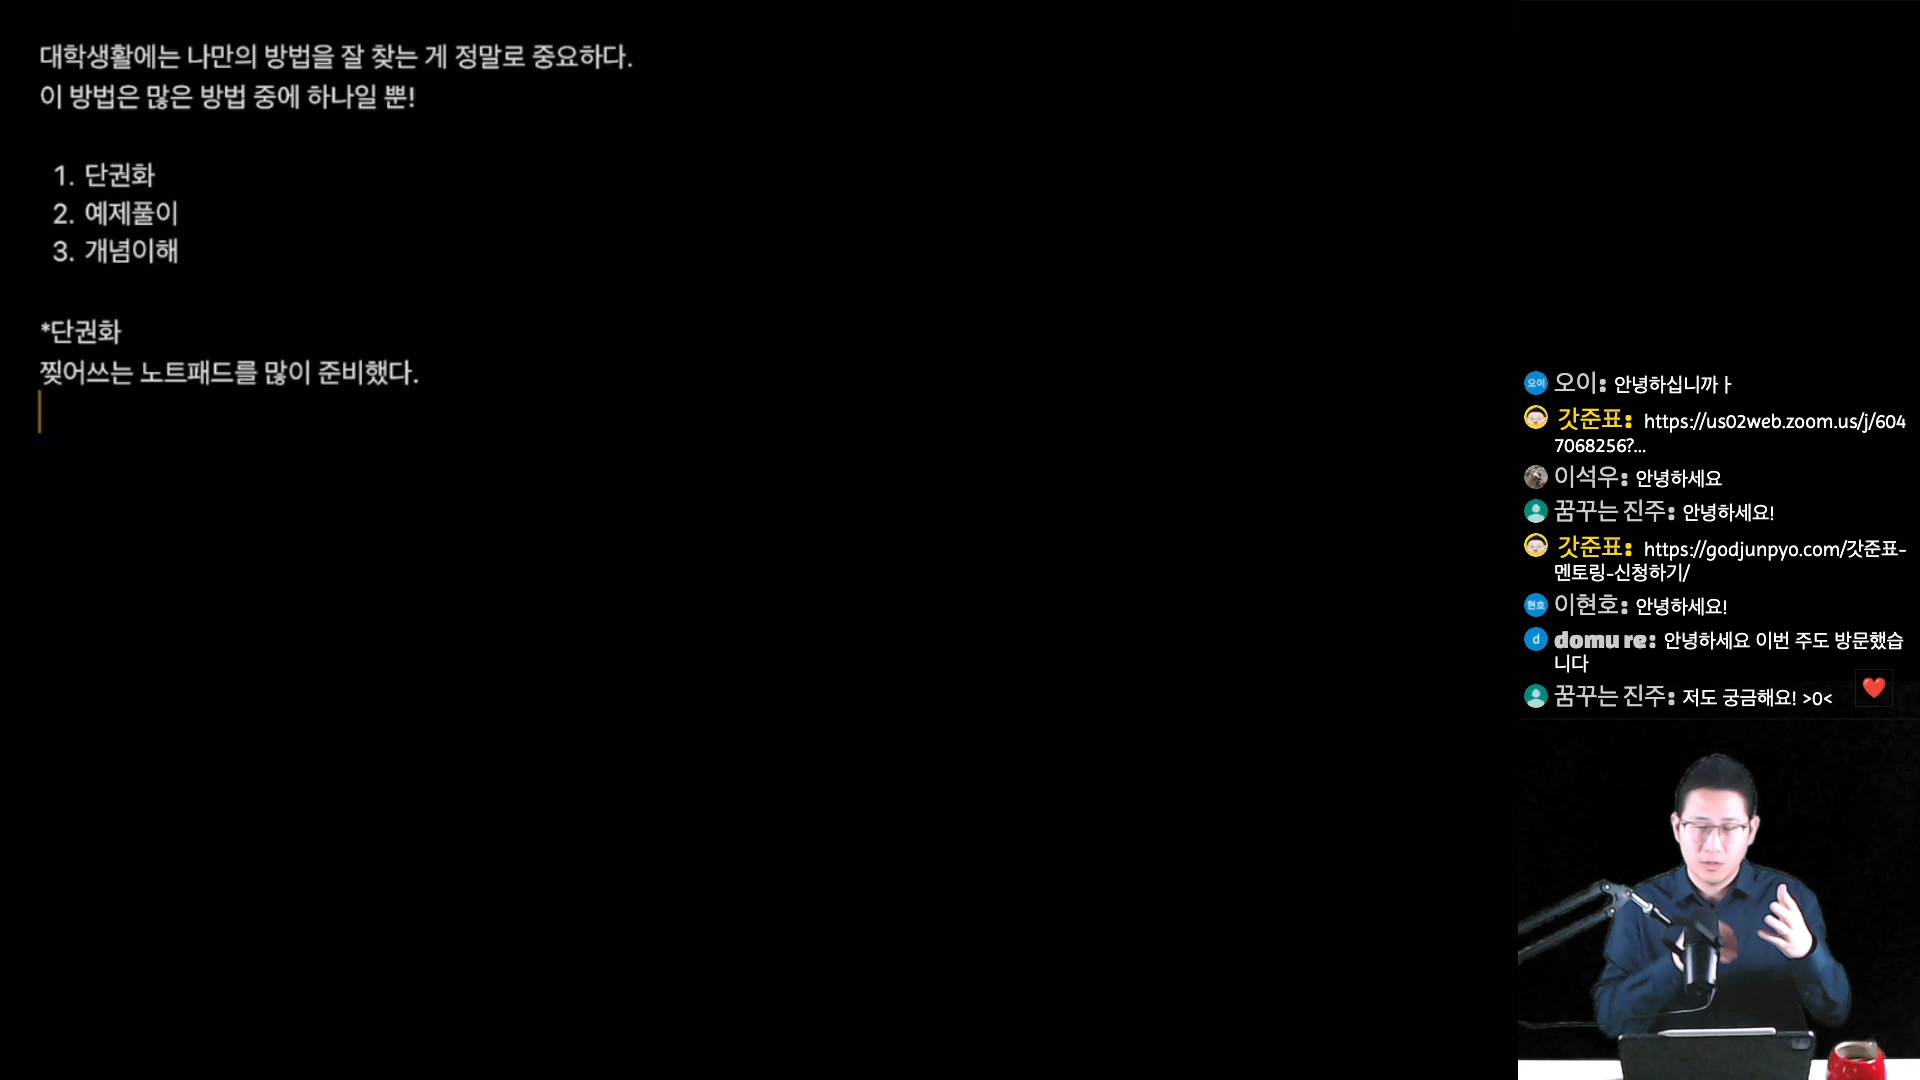 대학생활에는 나만의 방법을 잘 찾는 게 정말로 중요하다.
이 방법은 많은 방법 중에 하나일 뿐!
1. 단권화
2. 예제풀이
3. 개념이해
*단권화
찢어쓰는 노트패드를 많이 준비했다.
오이 오이: 안녕하십니까ㅏ
갓준표: https://us02web.zoom.us/j/604
7068256?...
이석우: 안녕하세요
꿈꾸는 진주: 안녕하세요!
갓준표: https://godjunpyo.com/갓준표-
멘토링-신청하기/
현호 이현호: 안녕하세요!
d domu re: 안녕하세요 이번 주도 방문했습
니다
꿈꾸는 진주: 저도 궁금해요! >0<